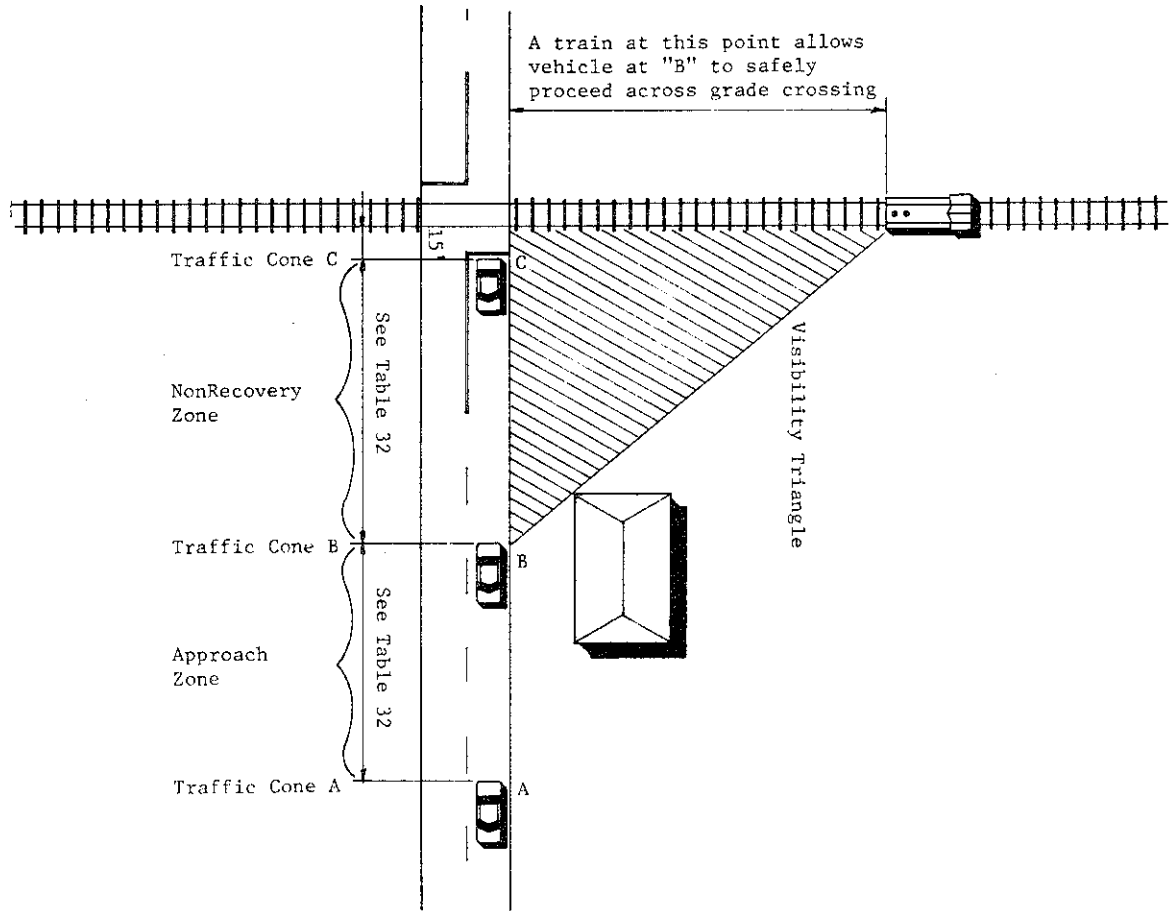 A train at this point allows
vehicle at "B" to safely
proceed across grade crossing
15'
Traffic Cone C
C
See Table 32
NonRecovery
Zone
Visibility Triangle
Traffic Cone B
B
See Table 32
Approach
Zone
Traffic Cone A
A